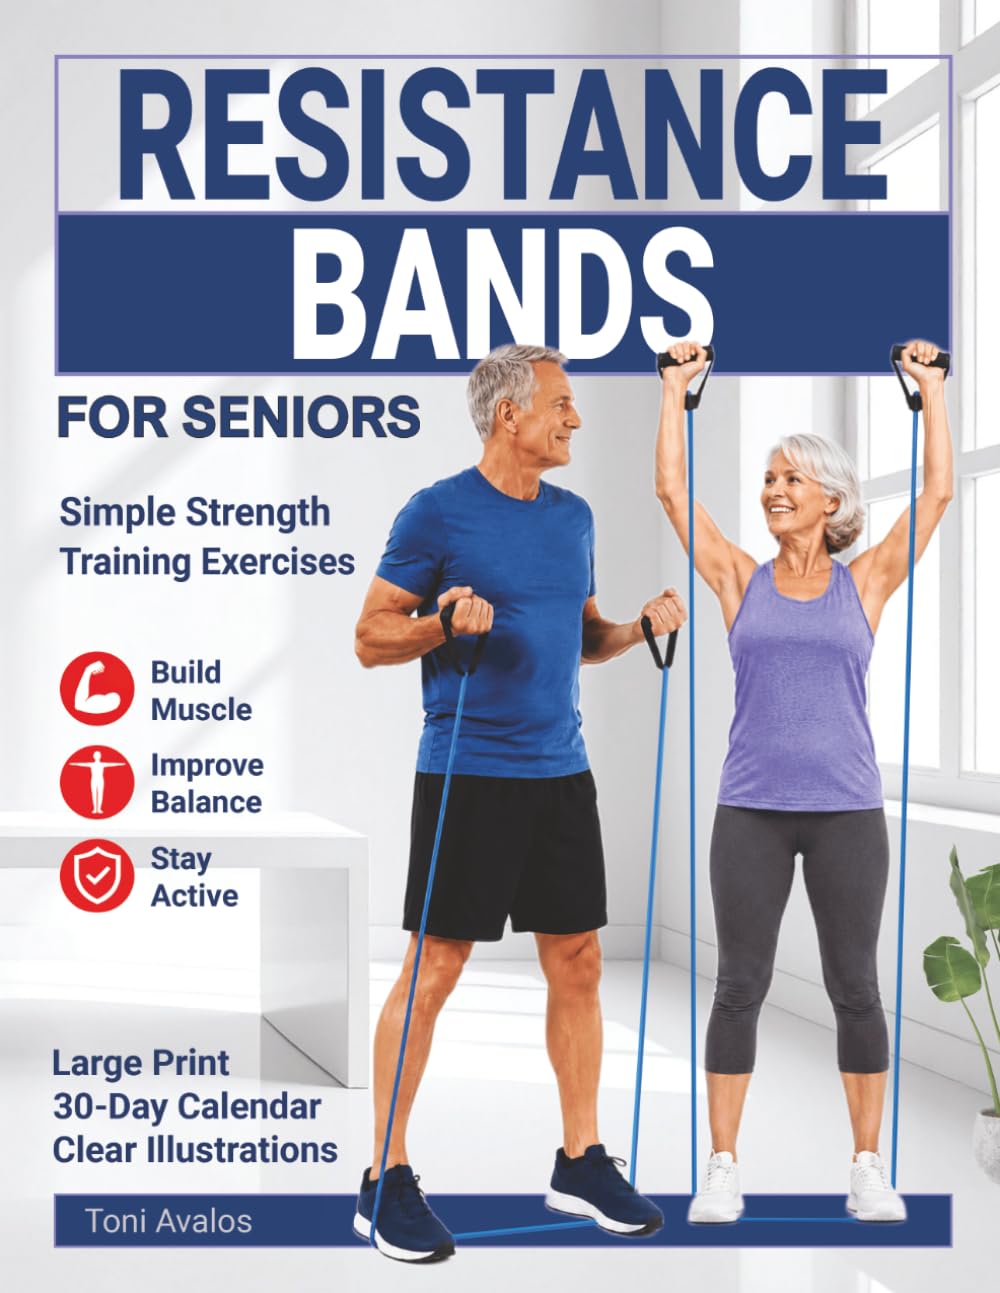 RESISTANCE
BANDS
FOR SENIORS
Simple Strength
Training Exercises
Build
Muscle
Improve
Balance
Stay
Active
Large Print
30-Day Calendar
Clear Illustrations
Toni Avalos